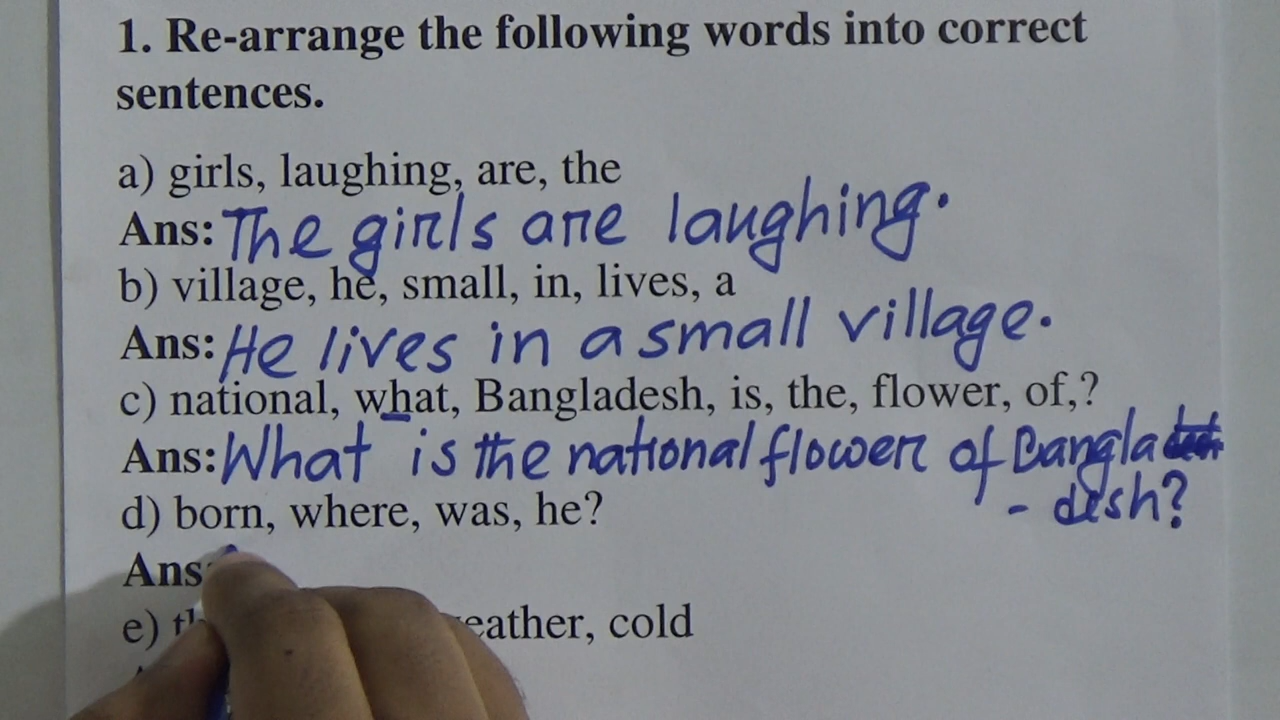 1. Re-arrange the following words into correct
sentences.
a) girls, laughing, are, the
Ans: The girls are laughing.
b) village, he, small, in, lives, a
Ans: He lives in a small village.
c) national, what, Bangladesh, is, the, flower, of,?
Ans: What is the national flower of Bangla
- desh?
d) born, where, was, he?
Ans:
e) cold